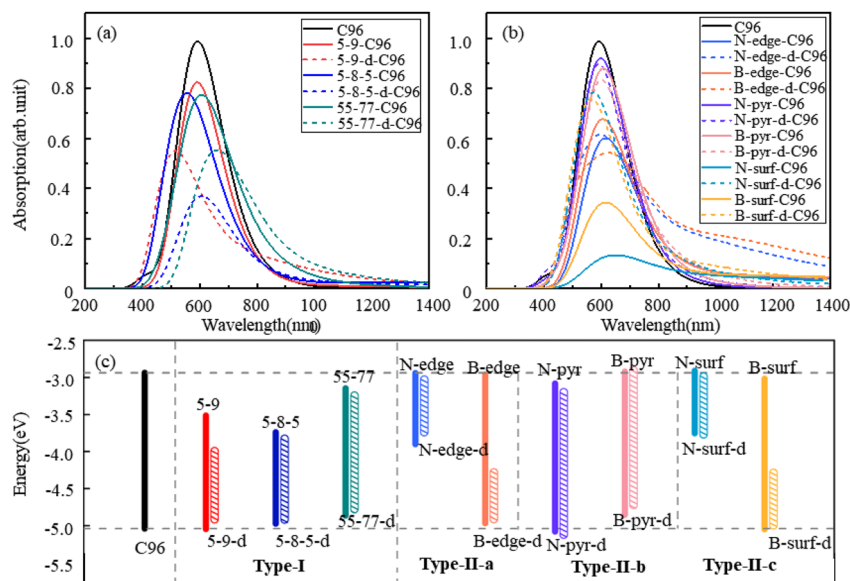 (a)
C96
5-9-C96
5-9-d-C96
5-8-5-C96
5-8-5-d-C96
55-77-C96
55-77-d-C96
1.0
0.8
0.6
0.4
0.2
0
Absorption(arb.unit)
200 400 600 800 1000 1200 1400
Wavelength(nm)
(b)
C96
N-edge-C96
N-edge-d-C96
B-edge-C96
B-edge-d-C96
N-pyr-C96
N-pyr-d-C96
B-pyr-C96
B-pyr-d-C96
N-surf-C96
N-surf-d-C96
B-surf-C96
B-surf-d-C96
1.0
0.8
0.6
0.4
0.2
0
200 400 600 800 1000 1200 1400
Wavelength(nm)
(c)
Energy(eV)
-2.5
-3.0
-3.5
-4.0
-4.5
-5.0
-5.5
C96
5-9
5-9-d
5-8-5
5-8-5-d
55-77
55-77-d
N-edge
N-edge-d
B-edge
B-edge-d
N-pyr
N-pyr-d
B-pyr
B-pyr-d
N-surf
N-surf-d
B-surf
B-surf-d
Type-I
Type-II-a
Type-II-b
Type-II-c